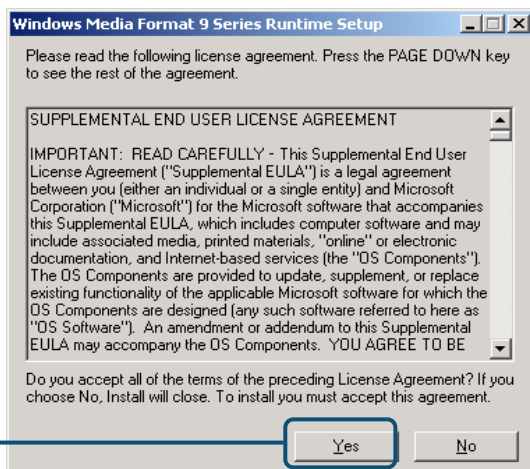 Windows Media Format 9 Series Runtime Setup
Please read the following license agreement. Press the PAGE DOWN key
to see the rest of the agreement.
SUPPLEMENTAL END USER LICENSE AGREEMENT
IMPORTANT: READ CAREFULLY - This Supplemental End User
License Agreement ("Supplemental EULA") is a legal agreement
between you (either an individual or a single entity) and Microsoft
Corporation ("Microsoft") for the Microsoft software that accompanies
this Supplemental EULA, which includes computer software and may
include associated media, printed materials, "online" or electronic
documentation, and Internet-based services (the "OS Components").
The OS Components are provided to update, supplement, or replace
existing functionality of the applicable Microsoft software for which the
OS Components are designed (any such software referred to here as
"OS Software"). An amendment or addendum to this Supplemental
EULA may accompany the OS Components. YOU AGREE TO BE
Do you accept all of the terms of the preceding License Agreement? If you
choose No, Install will close. To install you must accept this agreement.
Yes
No